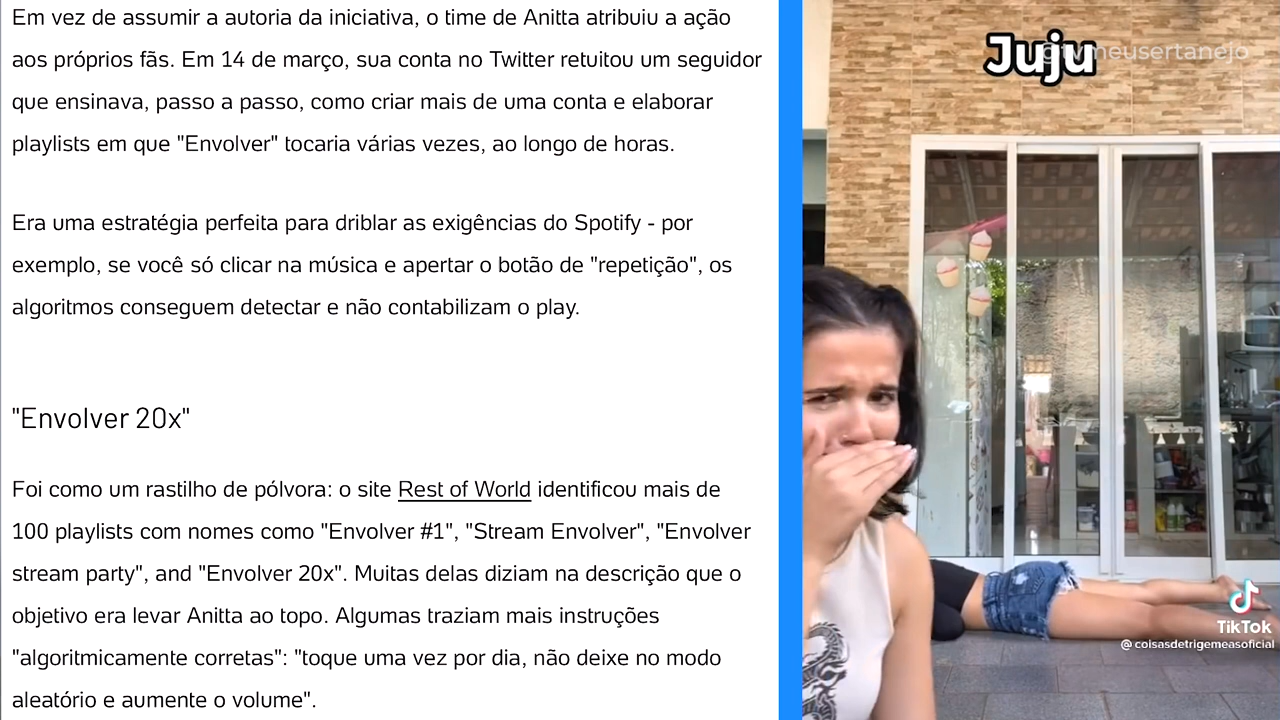 Em vez de assumir a autoria da iniciativa, o time de Anitta atribuiu a ação
aos próprios fãs. Em 14 de março, sua conta no Twitter retuitou um seguidor
que ensinava, passo a passo, como criar mais de uma conta e elaborar
playlists em que "Envolver" tocaria várias vezes, ao longo de horas.
Era uma estratégia perfeita para driblar as exigências do Spotify - por
exemplo, se você só clicar na música e apertar o botão de "repetição", os
algoritmos conseguem detectar e não contabilizam o play.
"Envolver 20x"
Foi como um rastilho de pólvora: o site Rest of World identificou mais de
100 playlists com nomes como "Envolver #1", "Stream Envolver", "Envolver
stream party", and "Envolver 20x". Muitas delas diziam na descrição que o
objetivo era levar Anitta ao topo. Algumas traziam mais instruções
"algoritmicamente corretas": "toque uma vez por dia, não deixe no modo
aleatório e aumente o volume".
Juju
meusertanejo
TikTok
@coisasdetrigemeasoficial